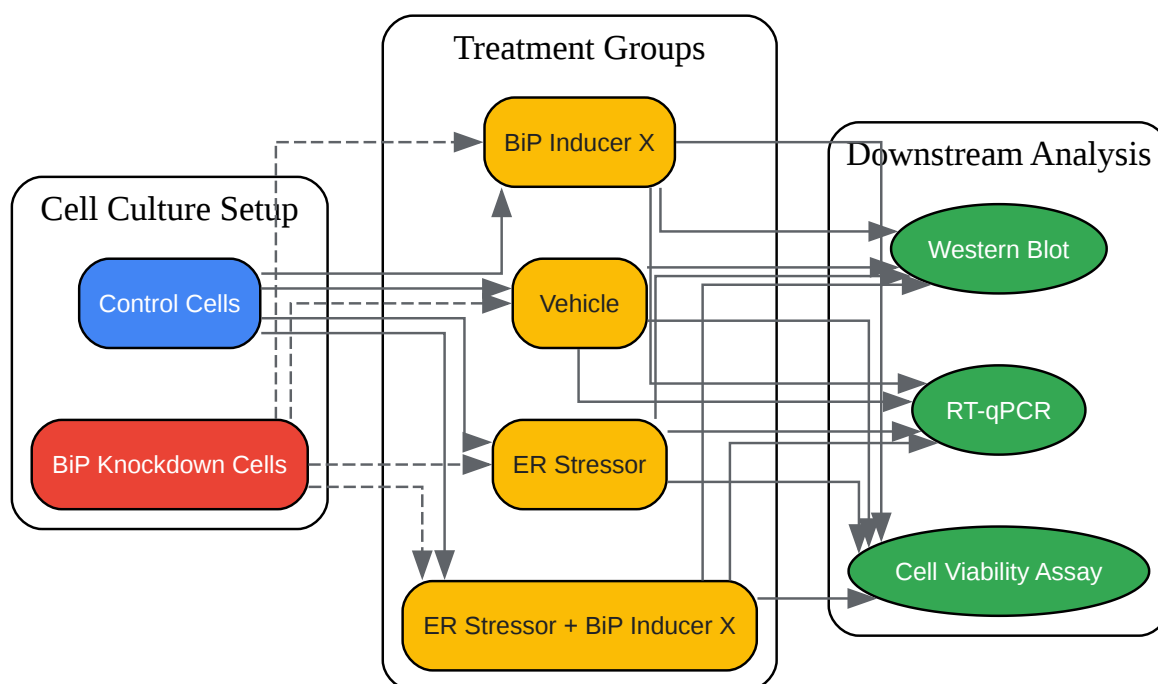 Cell Culture Setup
Control Cells
BiP Knockdown Cells
Treatment Groups
BiP Inducer X
Vehicle
ER Stressor
ER Stressor + BiP Inducer X
Downstream Analysis
Western Blot
RT-qPCR
Cell Viability Assay